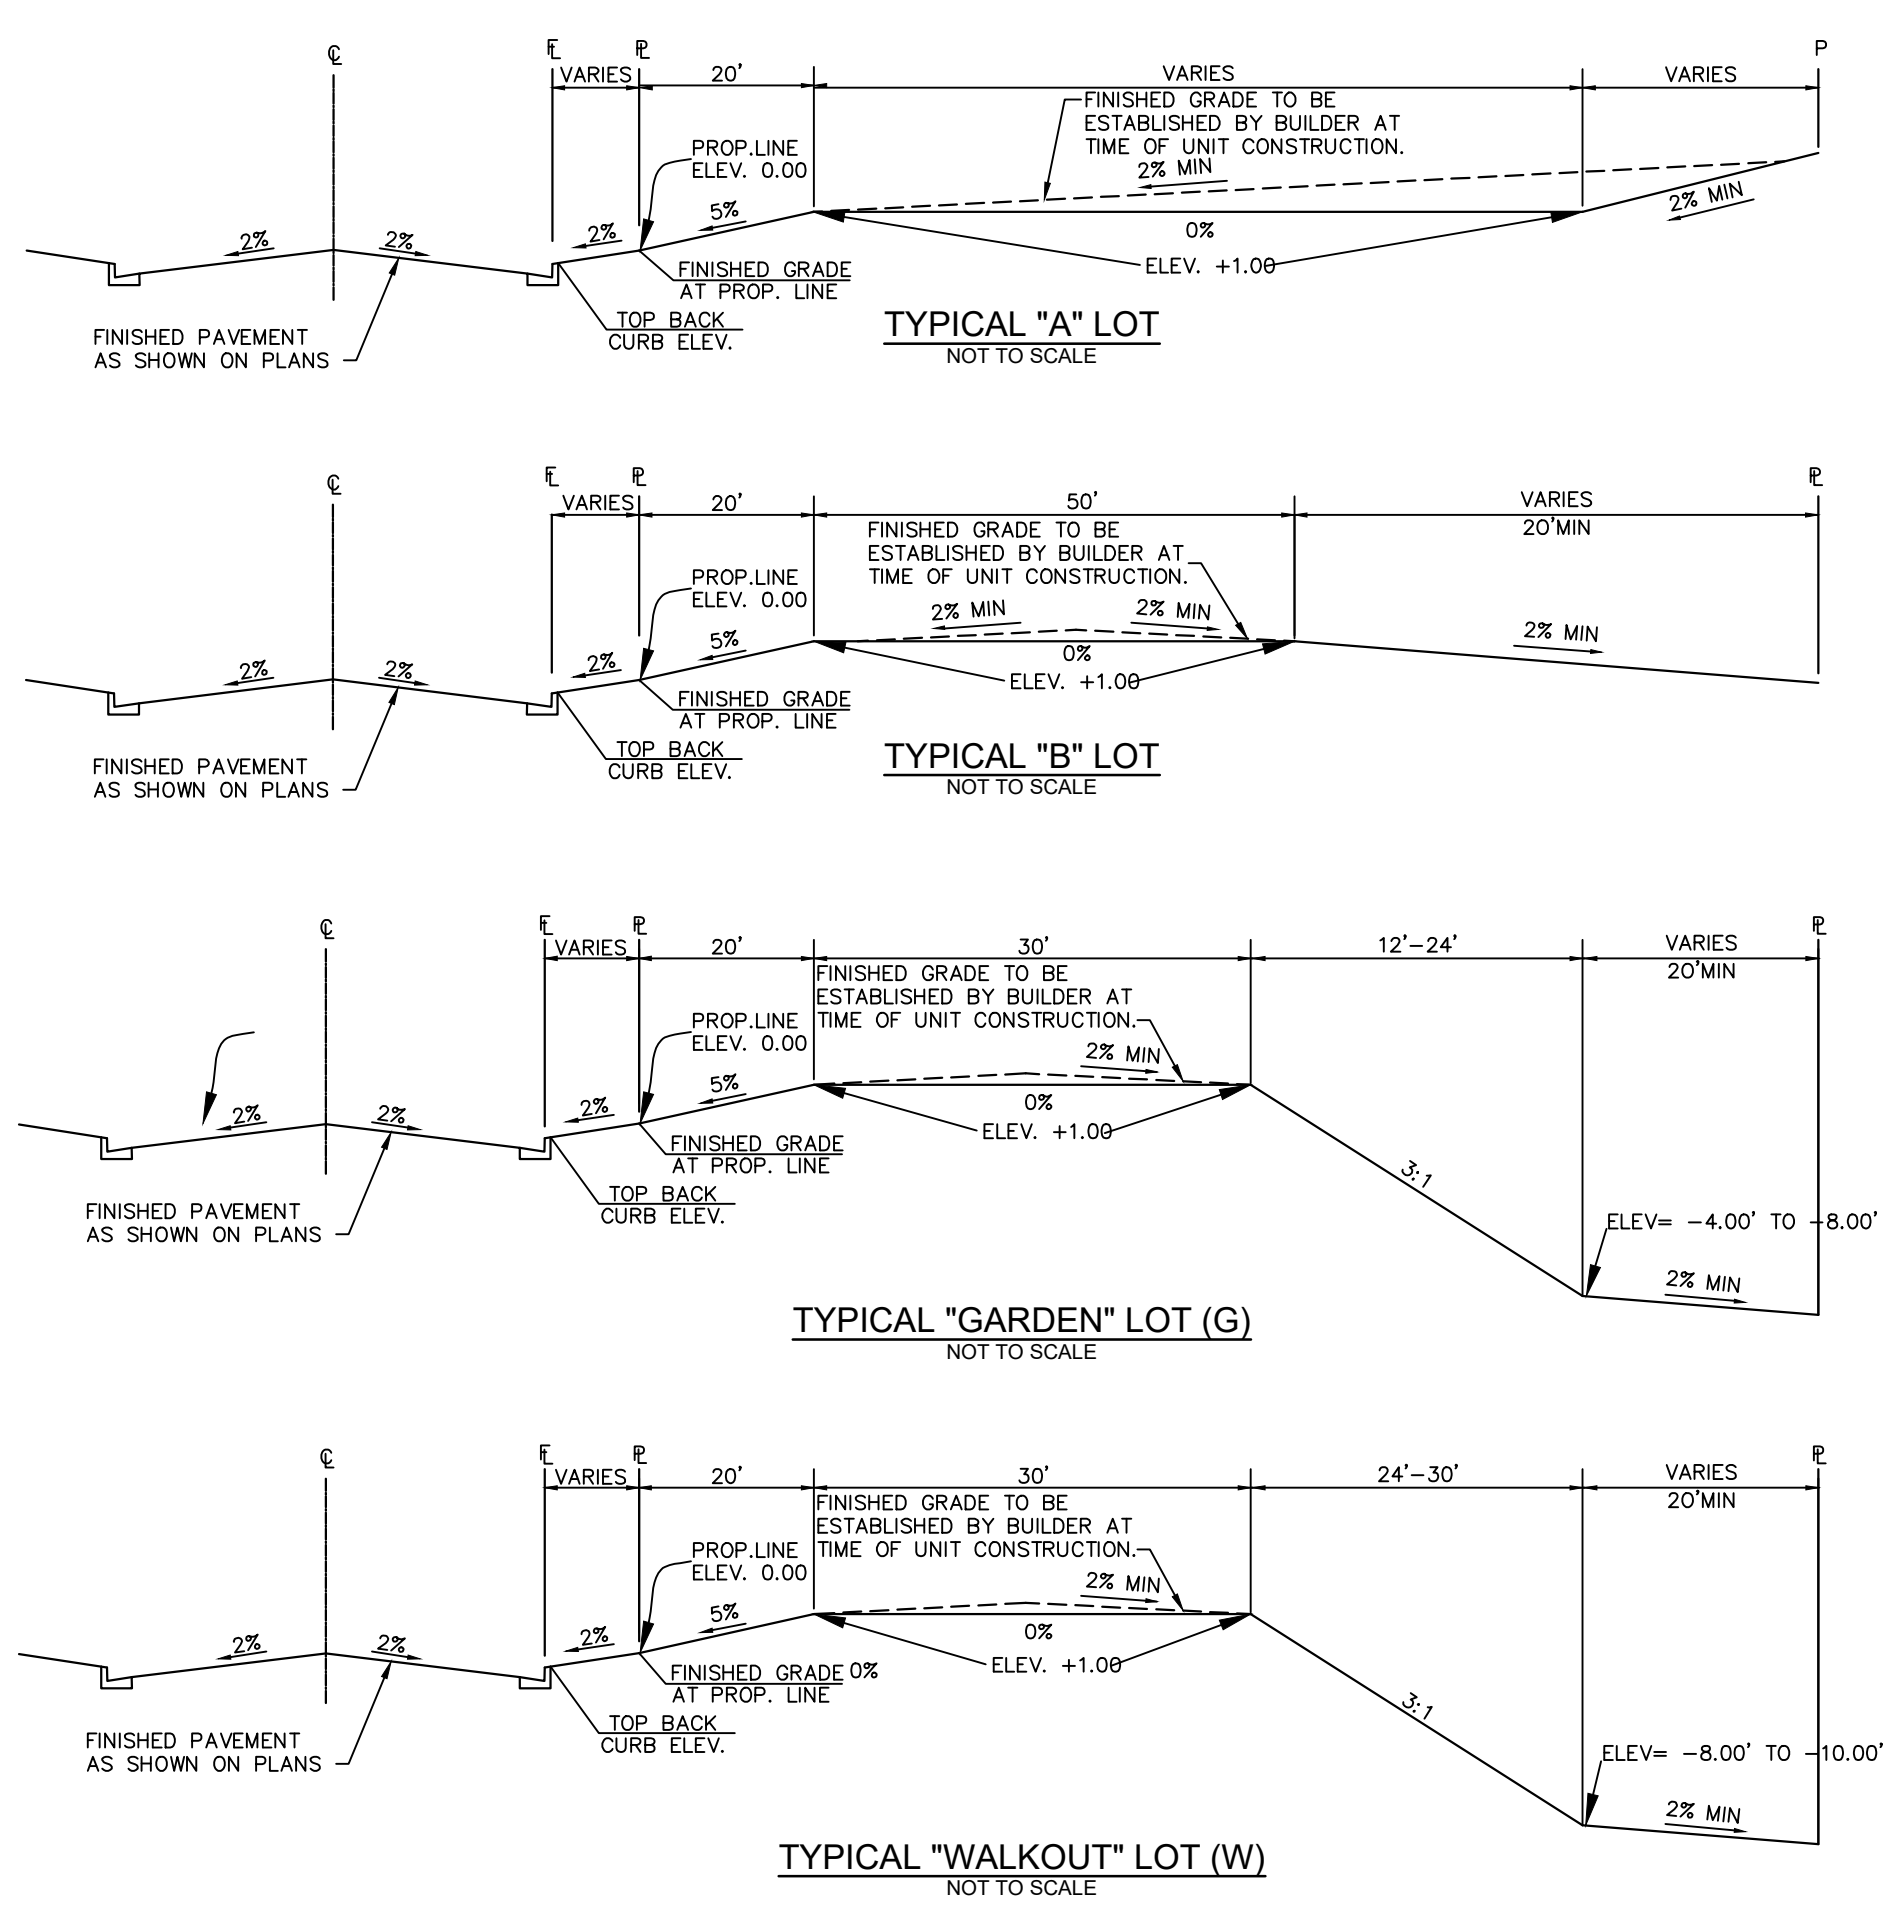 ℄ F̵L P̵L P
VARIES 20' VARIES VARIES
FINISHED GRADE TO BE
ESTABLISHED BY BUILDER AT
TIME OF UNIT CONSTRUCTION.
PROP.LINE
ELEV. 0.00
2% MIN
2% MIN
2% 2% 2% 5% 0%
ELEV. +1.00
FINISHED GRADE
AT PROP. LINE
TOP BACK
CURB ELEV.
FINISHED PAVEMENT
AS SHOWN ON PLANS
TYPICAL "A" LOT
NOT TO SCALE
℄ F̵L P̵L P̵L
VARIES 20' 50' VARIES
20'MIN
FINISHED GRADE TO BE
ESTABLISHED BY BUILDER AT
TIME OF UNIT CONSTRUCTION.
PROP.LINE
ELEV. 0.00
2% MIN 2% MIN
2% MIN
2% 2% 2% 5% 0%
ELEV. +1.00
FINISHED GRADE
AT PROP. LINE
TOP BACK
CURB ELEV.
FINISHED PAVEMENT
AS SHOWN ON PLANS
TYPICAL "B" LOT
NOT TO SCALE
℄ F̵L P̵L P̵L
VARIES 20' 30' 12'-24' VARIES
20'MIN
FINISHED GRADE TO BE
ESTABLISHED BY BUILDER AT
TIME OF UNIT CONSTRUCTION.
PROP.LINE
ELEV. 0.00
2% MIN
2% 2% 2% 5% 0%
ELEV. +1.00
FINISHED GRADE
AT PROP. LINE
3:1
TOP BACK
CURB ELEV.
FINISHED PAVEMENT
AS SHOWN ON PLANS
ELEV= -4.00' TO -8.00'
2% MIN
TYPICAL "GARDEN" LOT (G)
NOT TO SCALE
℄ F̵L P̵L P̵L
VARIES 20' 30' 24'-30' VARIES
20'MIN
FINISHED GRADE TO BE
ESTABLISHED BY BUILDER AT
TIME OF UNIT CONSTRUCTION.
PROP.LINE
ELEV. 0.00
2% MIN
2% 2% 2% 5% 0%
ELEV. +1.00
FINISHED GRADE 0%
AT PROP. LINE
3:1
TOP BACK
CURB ELEV.
FINISHED PAVEMENT
AS SHOWN ON PLANS
ELEV= -8.00' TO -10.00'
2% MIN
TYPICAL "WALKOUT" LOT (W)
NOT TO SCALE